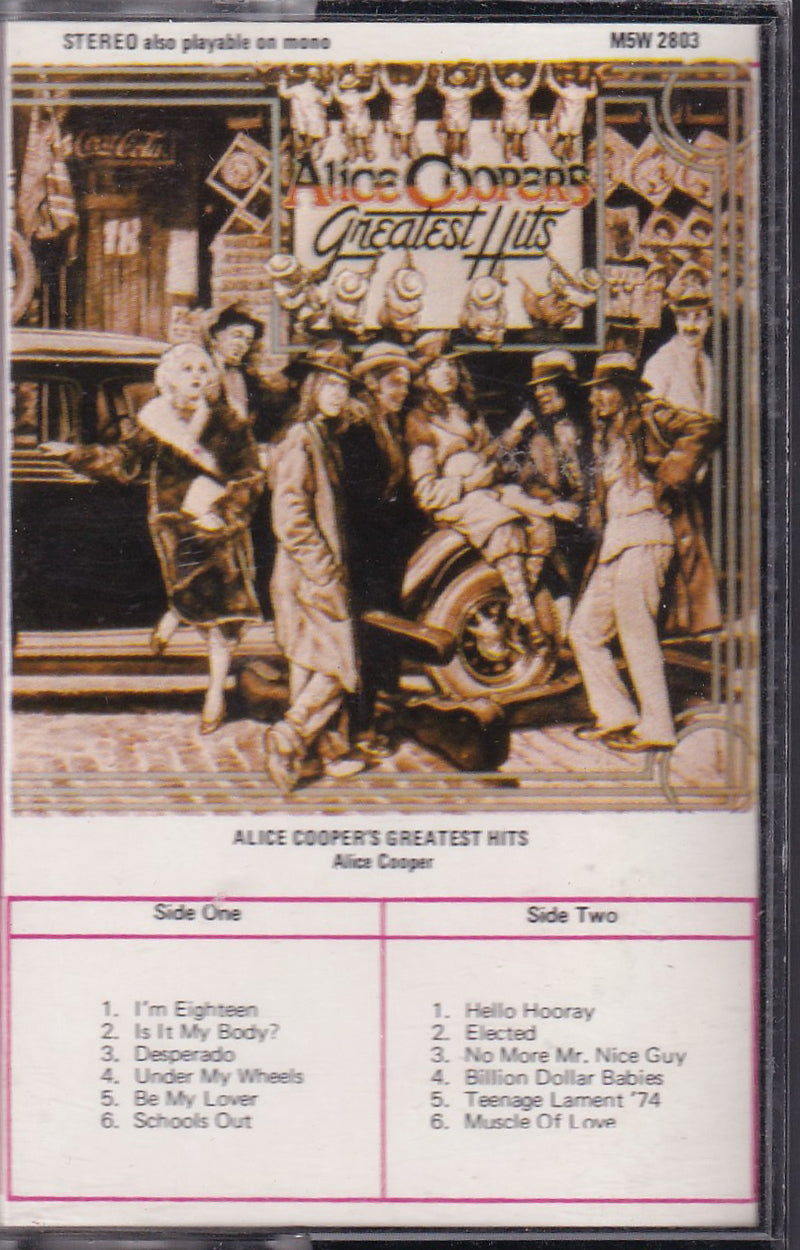 STEREO also playable on mono
M5W 2803
Coca-Cola
Alice Cooper's
Greatest Hits
ALICE COOPER'S GREATEST HITS
Alice Cooper
Side One
1. I'm Eighteen
2. Is It My Body?
3. Desperado
4. Under My Wheels
5. Be My Lover
6. Schools Out
Side Two
1. Hello Hooray
2. Elected
3. No More Mr. Nice Guy
4. Billion Dollar Babies
5. Teenage Lament '74
6. Muscle Of Love